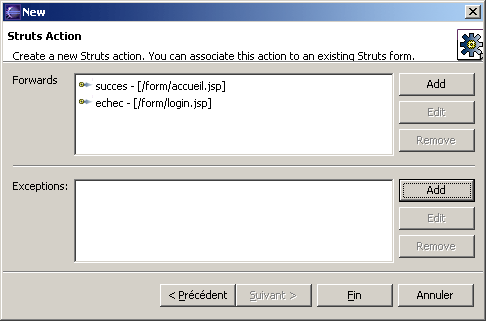 New
Struts Action
Create a new Struts action. You can associate this action to an existing Struts form.
Forwards
succes - [/form/accueil.jsp]
echec - [/form/login.jsp]
Add
Edit
Remove
Exceptions:
Add
Edit
Remove
< Précédent
Suivant >
Fin
Annuler